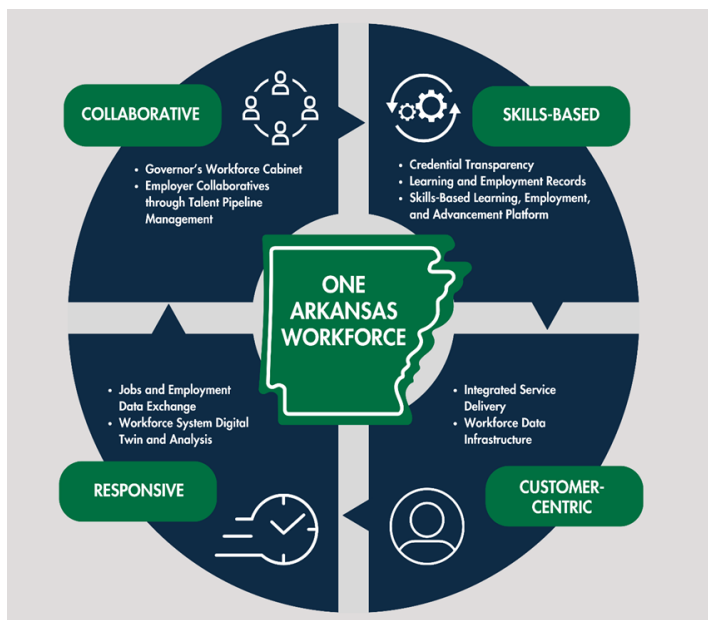 COLLABORATIVE
• Governor's Workforce Cabinet
• Employer Collaboratives
through Talent Pipeline
Management
SKILLS-BASED
• Credential Transparency
• Learning and Employment Records
• Skills-Based Learning, Employment,
and Advancement Platform
ONE
ARKANSAS
WORKFORCE
• Jobs and Employment
Data Exchange
• Workforce System Digital
Twin and Analysis
RESPONSIVE
• Integrated Service
Delivery
• Workforce Data
Infrastructure
CUSTOMER-
CENTRIC